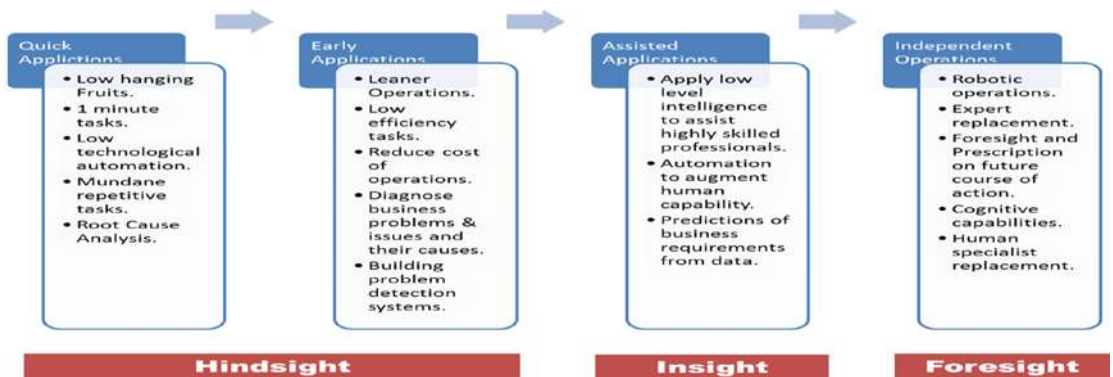 Quick
Applictions
• Low hanging
Fruits.
• 1 minute
tasks.
• Low
technological
automation.
• Mundane
repetitive
tasks.
• Root Cause
Analysis.
Early
Applications
• Leaner
Operations.
• Low
efficiency
tasks.
• Reduce cost
of
operations.
• Diagnose
business
problems &
issues and
their causes.
• Building
problem
detection
systems.
Assisted
Applications
• Apply low
level
intelligence
to assist
highly skilled
professionals.
• Automation
to augment
human
capability.
• Predictions of
business
requirements
from data.
Independent
Operations
• Robotic
operations.
• Expert
replacement.
• Foresight and
Prescription
on future
course of
action.
• Cognitive
capabilities.
• Human
specialist
replacement.
Hindsight
Insight
Foresight